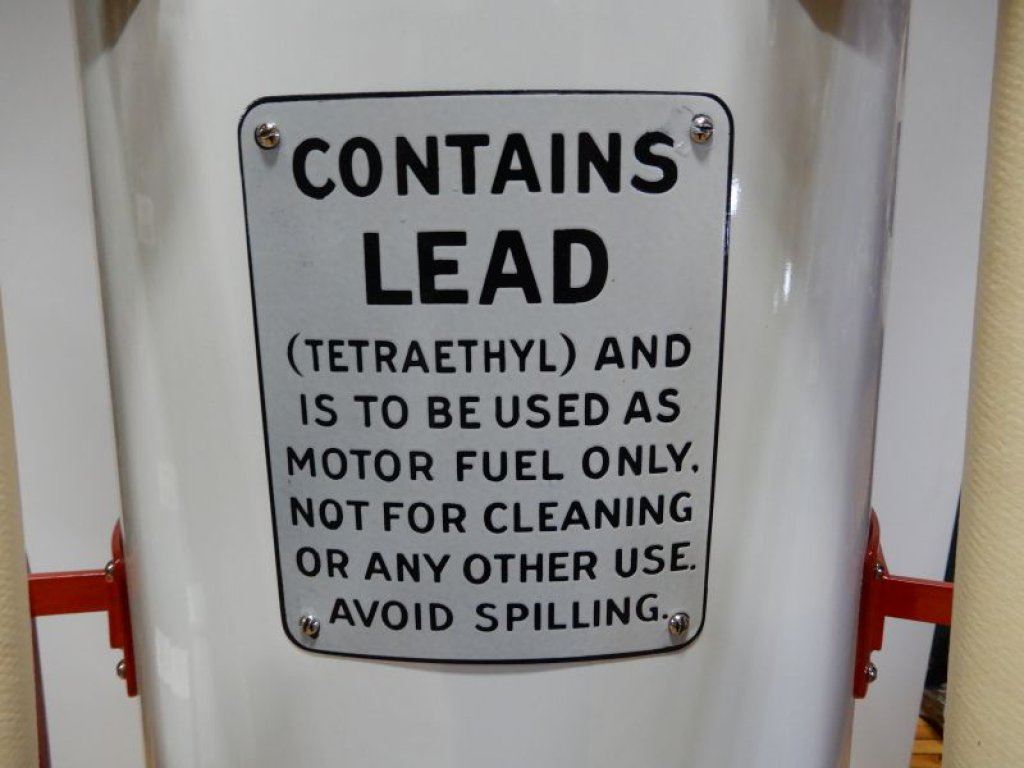 CONTAINS
LEAD
(TETRAETHYL) AND
IS TO BE USED AS
MOTOR FUEL ONLY.
NOT FOR CLEANING
OR ANY OTHER USE.
AVOID SPILLING.